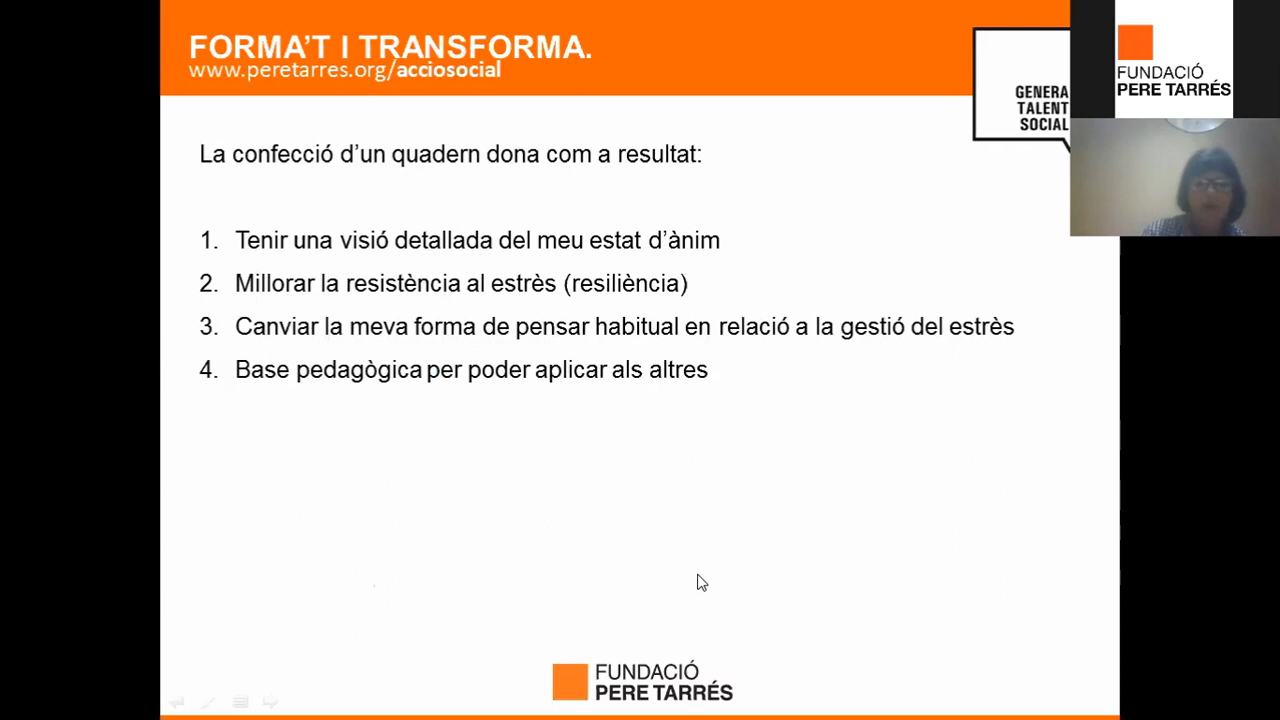 FORMA’T I TRANSFORMA.
www.peretarres.org/acciosocial
GENERA
TALENT
SOCIAL
FUNDACIÓ
PERE TARRÉS
La confecció d’un quadern dona com a resultat:
1. Tenir una visió detallada del meu estat d’ànim
2. Millorar la resistència al estrès (resiliència)
3. Canviar la meva forma de pensar habitual en relació a la gestió del estrès
4. Base pedagògica per poder aplicar als altres
FUNDACIÓ
PERE TARRÉS